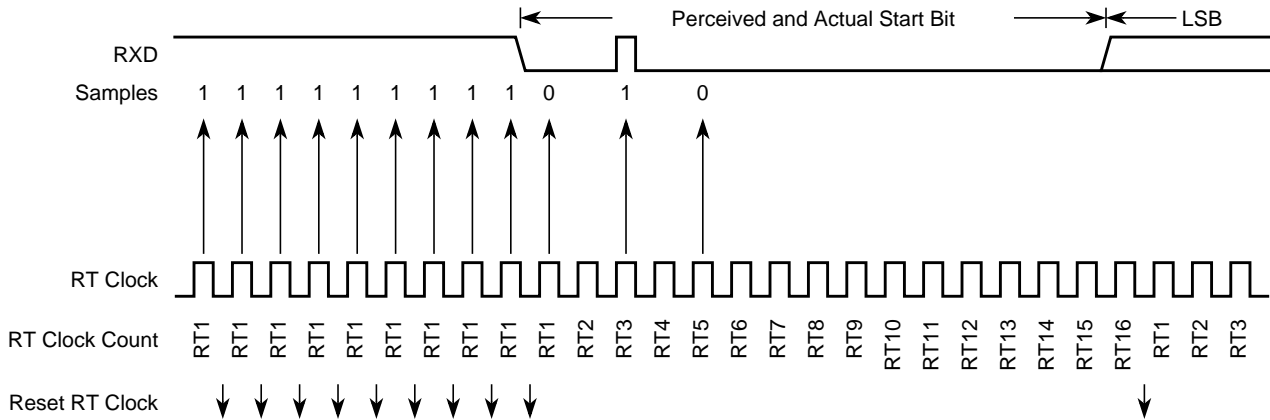 Perceived and Actual Start Bit LSB
RXD
Samples 1 1 1 1 1 1 1 1 1 0 1 0
RT Clock
RT Clock Count RT1 RT1 RT1 RT1 RT1 RT1 RT1 RT1 RT1 RT1 RT2 RT3 RT4 RT5 RT6 RT7 RT8 RT9 RT10 RT11 RT12 RT13 RT14 RT15 RT16 RT1 RT2 RT3
Reset RT Clock